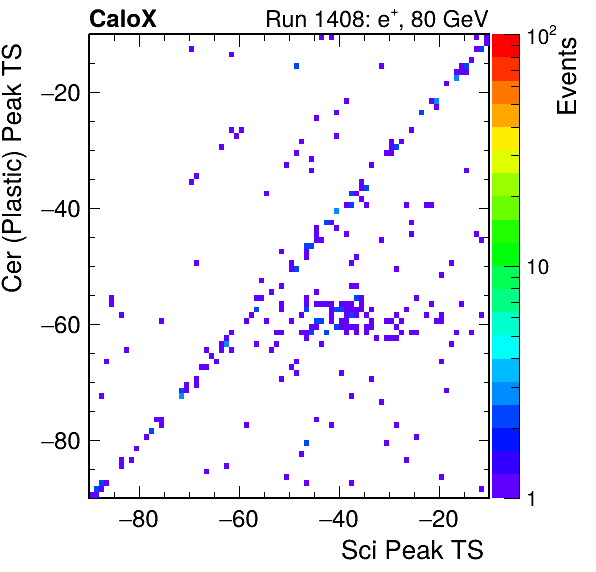 CaloX Run 1408: e⁺, 80 GeV
Cer (Plastic) Peak TS
−20
−40
−60
−80
−80 −60 −40 −20
Sci Peak TS
10²
10
1
Events